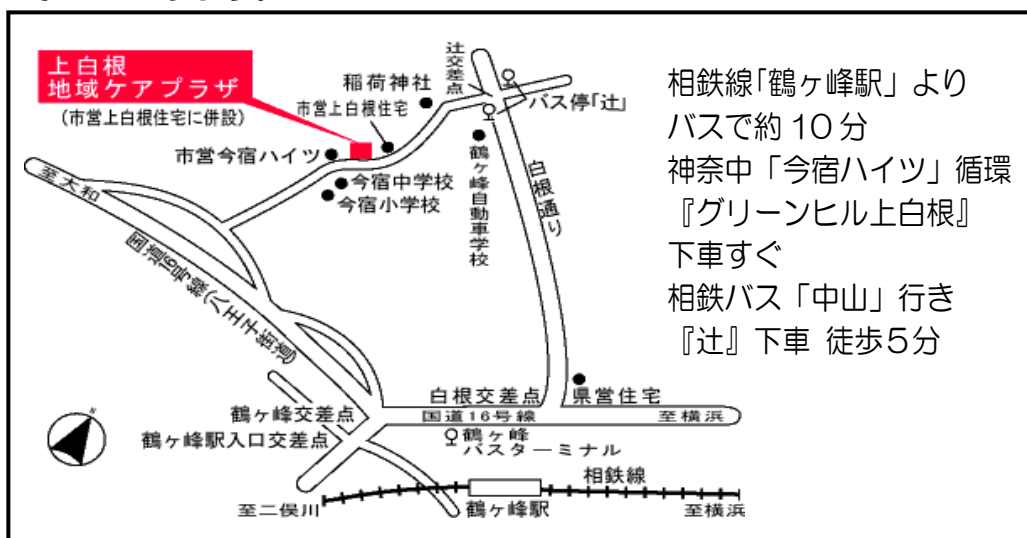 上白根
地域ケアプラザ
(市営上白根住宅に併設)
稲荷神社
市営上白根住宅
辻交差点
バス停「辻」
市営今宿ハイツ
今宿中学校
今宿小学校
鶴ヶ峰自動車学校
白根通り
至大和
国道16号線(八王子街道)
相鉄線「鶴ヶ峰駅」より
バスで約10分
神奈中「今宿ハイツ」循環
『グリーンヒル上白根』
下車すぐ
相鉄バス「中山」行き
『辻』下車 徒歩5分
白根交差点
県営住宅
鶴ヶ峰交差点
国道16号線
至横浜
鶴ヶ峰駅入口交差点
鶴ヶ峰
バスターミナル
N
相鉄線
至二俣川
鶴ヶ峰駅
至横浜